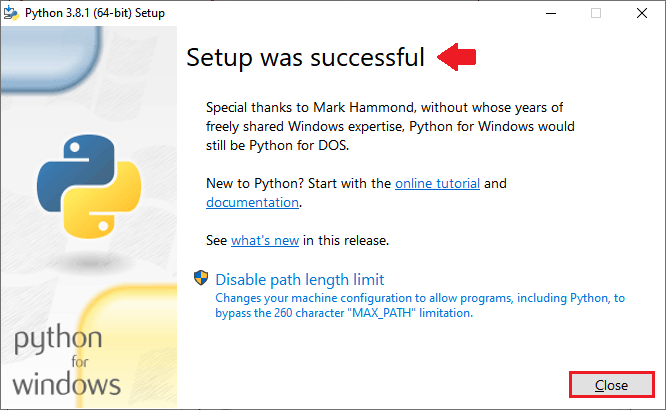 Python 3.8.1 (64-bit) Setup
Setup was successful
Special thanks to Mark Hammond, without whose years of
freely shared Windows expertise, Python for Windows would
still be Python for DOS.
New to Python? Start with the online tutorial and
documentation.
See what's new in this release.
Disable path length limit
Changes your machine configuration to allow programs, including Python, to
bypass the 260 character "MAX_PATH" limitation.
python
for
windows
Close